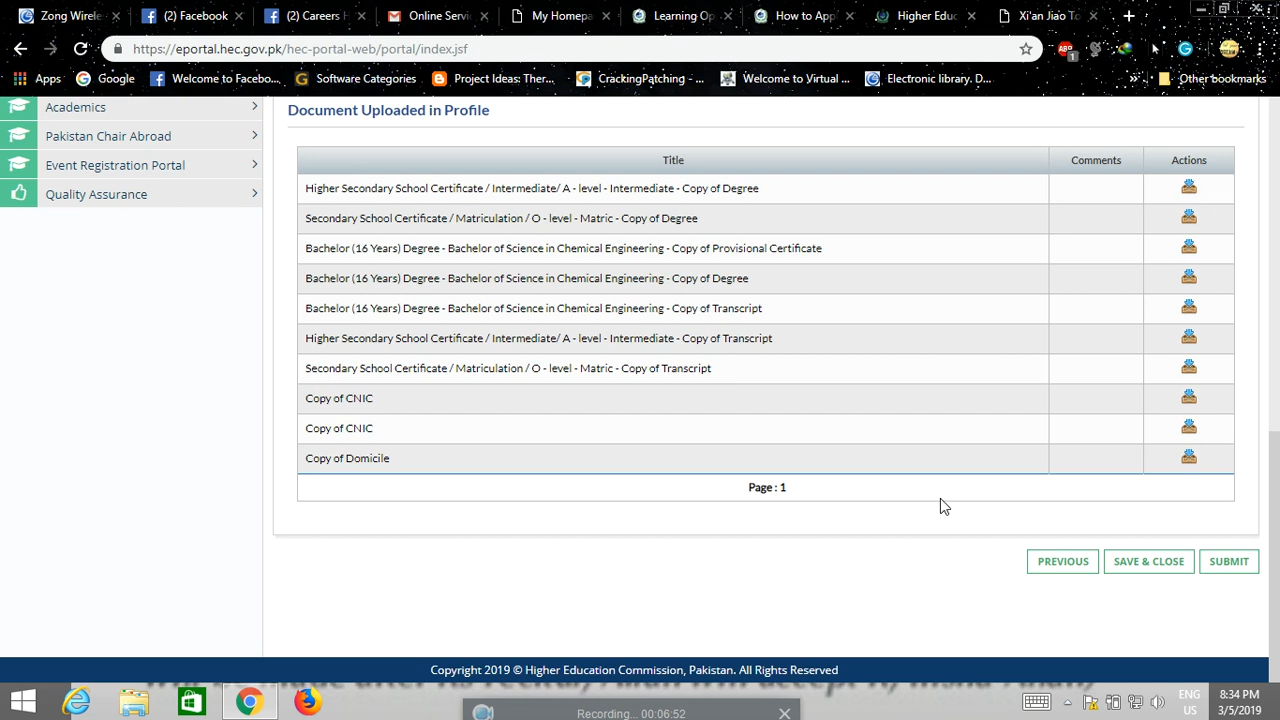 Zong Wirele
(2) Facebook
(2) Careers H
Online Servic
My Homepa
Learning Op
How to Appl
Higher Educ
Xi'an Jiao To
https://eportal.hec.gov.pk/hec-portal-web/portal/index.jsf
ABP
1
Apps
Google
Welcome to Facebo...
Software Categories
Project Ideas: Ther...
CrackingPatching - ...
Welcome to Virtual ...
Electronic library. D...
Other bookmarks
Academics
Pakistan Chair Abroad
Event Registration Portal
Quality Assurance
Document Uploaded in Profile
Title Comments Actions
Higher Secondary School Certificate / Intermediate/ A - level - Intermediate - Copy of Degree
Secondary School Certificate / Matriculation / O - level - Matric - Copy of Degree
Bachelor (16 Years) Degree - Bachelor of Science in Chemical Engineering - Copy of Provisional Certificate
Bachelor (16 Years) Degree - Bachelor of Science in Chemical Engineering - Copy of Degree
Bachelor (16 Years) Degree - Bachelor of Science in Chemical Engineering - Copy of Transcript
Higher Secondary School Certificate / Intermediate/ A - level - Intermediate - Copy of Transcript
Secondary School Certificate / Matriculation / O - level - Matric - Copy of Transcript
Copy of CNIC
Copy of CNIC
Copy of Domicile
Page : 1
PREVIOUS
SAVE & CLOSE
SUBMIT
Copyright 2019 © Higher Education Commission, Pakistan. All Rights Reserved
Recording... 00:06:52
ENG
US
8:34 PM
3/5/2019